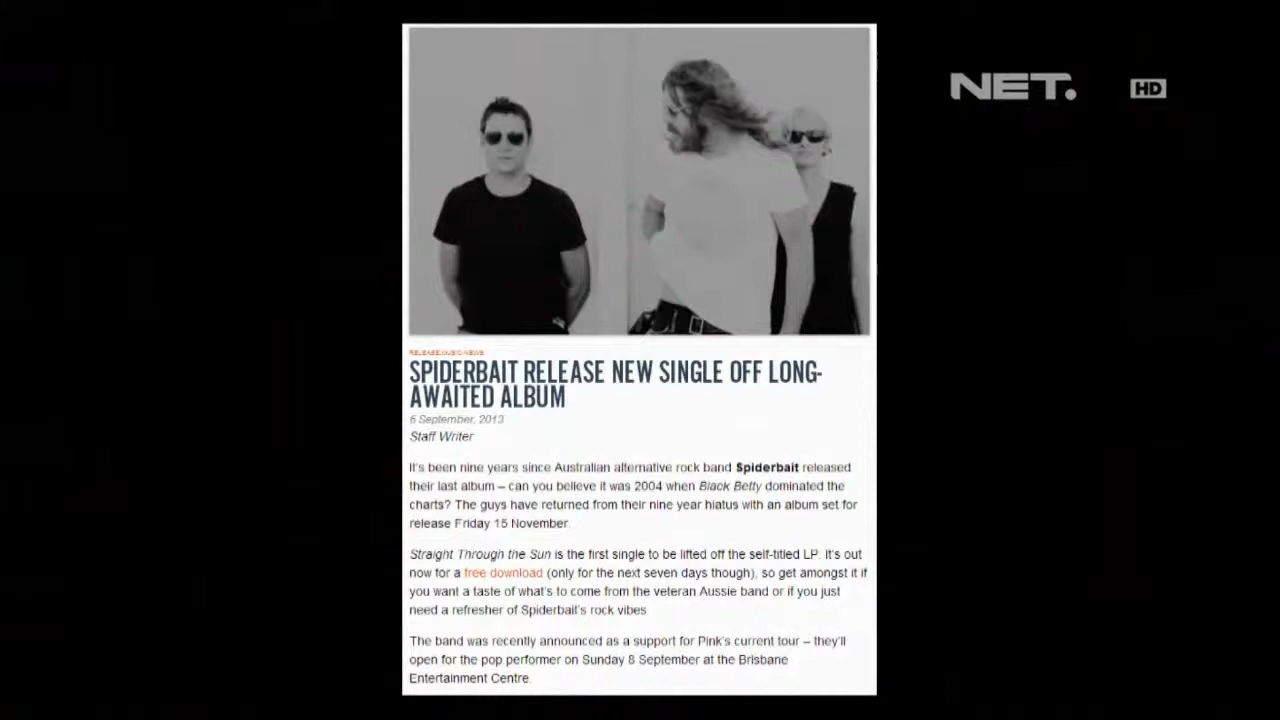 NET. HD
RELEASE MUSIC NEWS
SPIDERBAIT RELEASE NEW SINGLE OFF LONG-
AWAITED ALBUM
6 September, 2013
Staff Writer
It's been nine years since Australian alternative rock band Spiderbait released
their last album – can you believe it was 2004 when Black Betty dominated the
charts? The guys have returned from their nine year hiatus with an album set for
release Friday 15 November.
Straight Through the Sun is the first single to be lifted off the self-titled LP. It's out
now for a free download (only for the next seven days though), so get amongst it if
you want a taste of what's to come from the veteran Aussie band or if you just
need a refresher of Spiderbait's rock vibes
The band was recently announced as a support for Pink's current tour – they'll
open for the pop performer on Sunday 8 September at the Brisbane
Entertainment Centre.